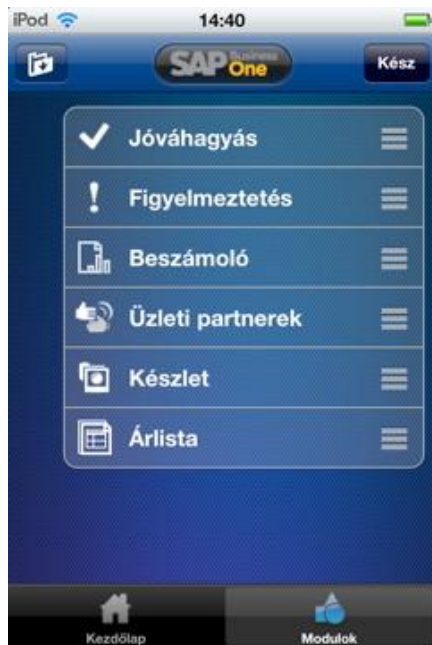 iPod 14:40
SAP Business One Kész
Jóváhagyás
Figyelmeztetés
Beszámoló
Üzleti partnerek
Készlet
Árlista
Kezdőlap Modulok